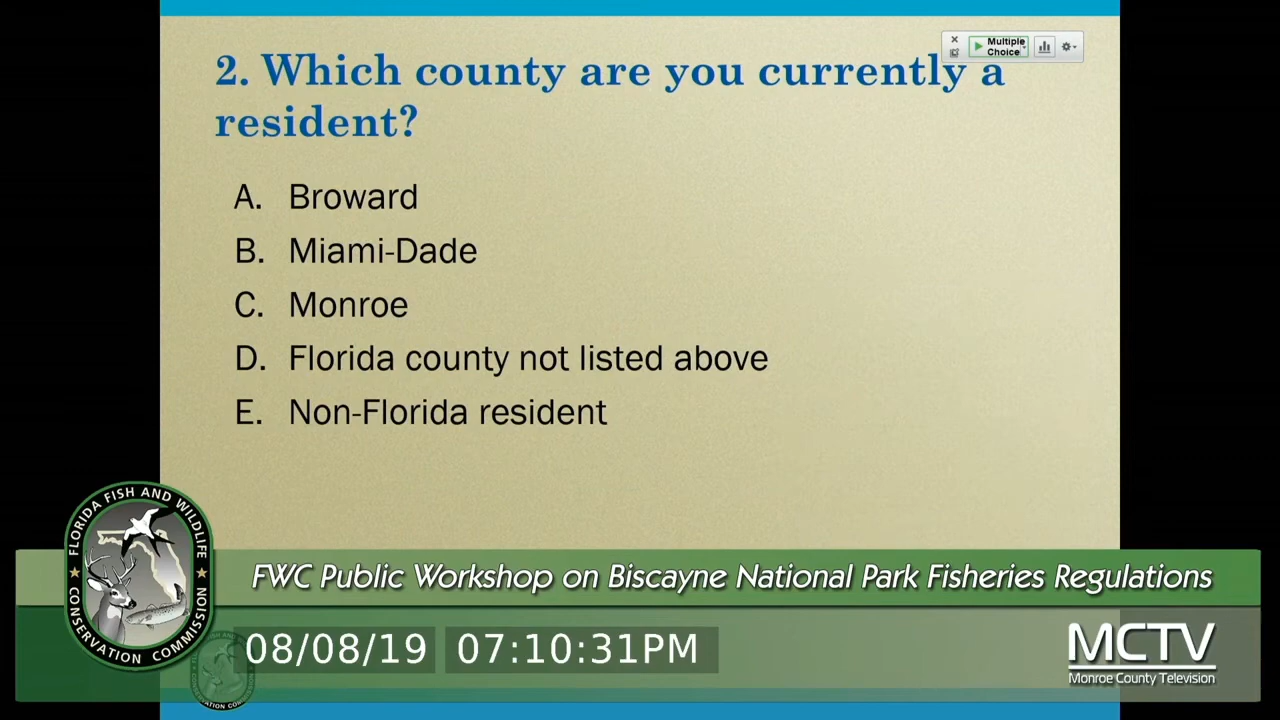 2. Which county are you currently a
resident?
Multiple
Choice
A. Broward
B. Miami-Dade
C. Monroe
D. Florida county not listed above
E. Non-Florida resident
FLORIDA FISH AND WILDLIFE
CONSERVATION COMMISSION
FWC Public Workshop on Biscayne National Park Fisheries Regulations
08/08/19 07:10:31PM
MCTV
Monroe County Television